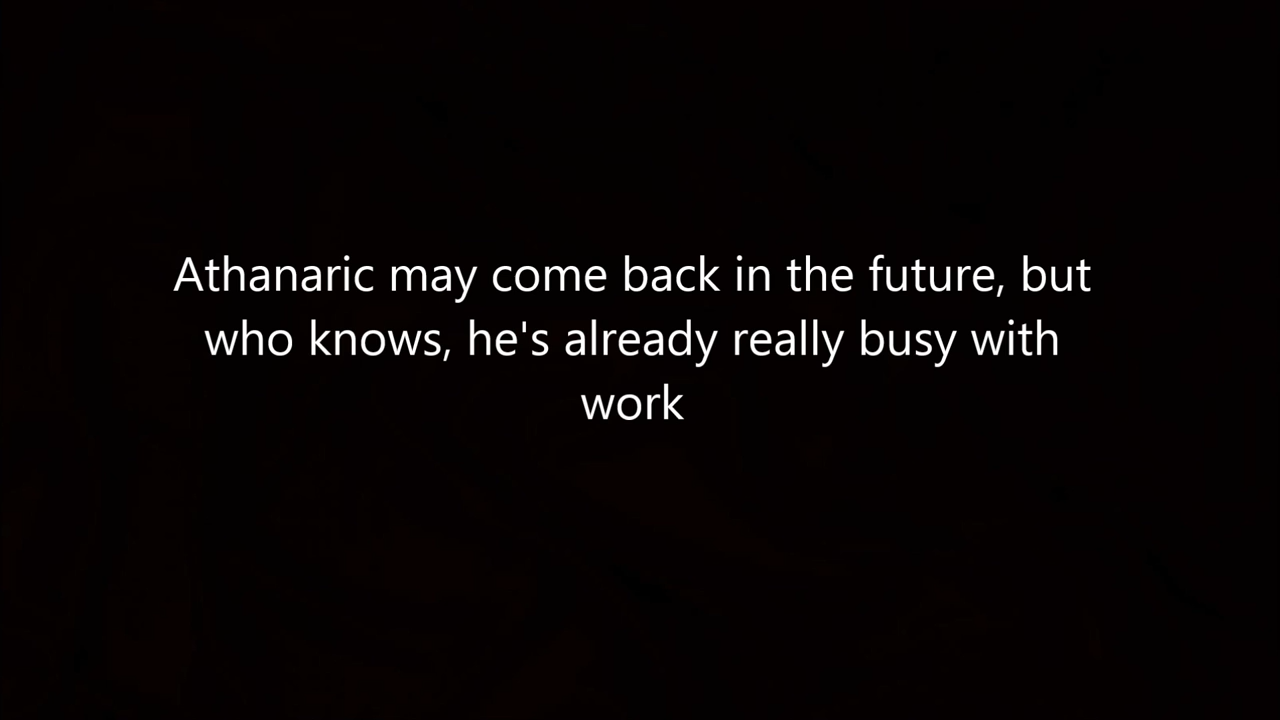 Athanaric may come back in the future, but
who knows, he's already really busy with
work